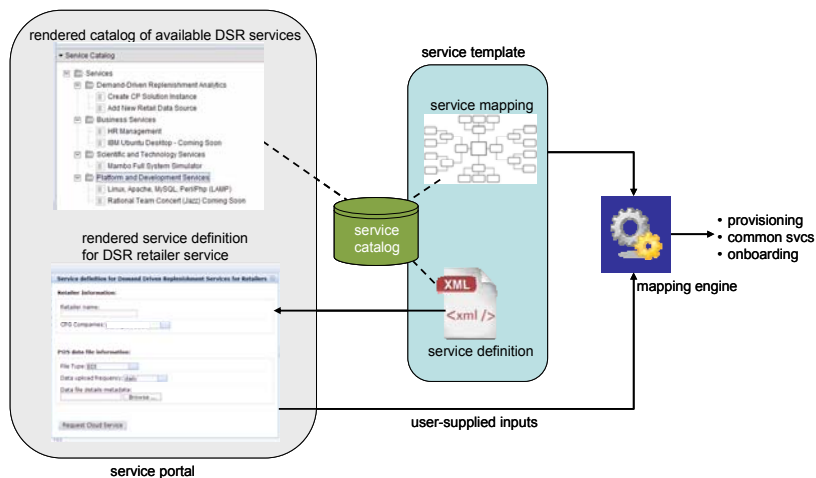 rendered catalog of available DSR services
Service Catalog
Services
Demand-Driven Replenishment Analytics
Create CP Solution Instance
Add New Retail Data Source
Business Services
HR Management
IBM Ubuntu Desktop - Coming Soon
Scientific and Technology Services
Mambo Full System Simulator
Platform and Development Services
Linux, Apache, MySQL, Perl/Php (LAMP)
Rational Team Concert (Jazz) Coming Soon
rendered service definition
for DSR retailer service
Service definition for Demand Driven Replenishment Services for Retailers
Retailer Information:
Retailer name:
CPG Companies:
POS data file information:
File Type: EDI
Data upload frequency: daily
Data file details metadata:
Browse ...
Request Cloud Service
service portal
service template
service mapping
service
catalog
XML
<xml />
service definition
user-supplied inputs
mapping engine
• provisioning
• common svcs
• onboarding